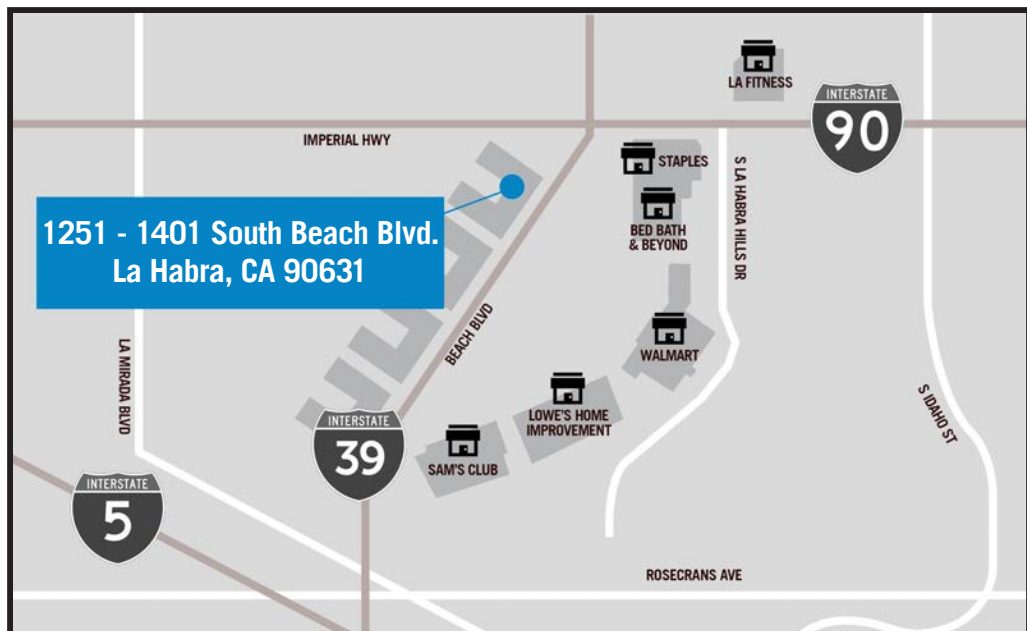 LA FITNESS
INTERSTATE
90
IMPERIAL HWY
STAPLES
S LA HABRA HILLS DR
1251 - 1401 South Beach Blvd.
La Habra, CA 90631
BED BATH
& BEYOND
BEACH BLVD
WALMART
LA MIRADA BLVD
S IDAHO ST
LOWE'S HOME
IMPROVEMENT
INTERSTATE
39
SAM'S CLUB
INTERSTATE
5
ROSECRANS AVE